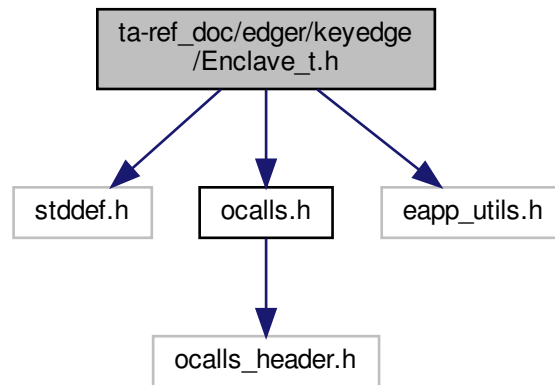 ta-ref_doc/edger/keyedge
/Enclave_t.h
stddef.h
ocalls.h
eapp_utils.h
ocalls_header.h